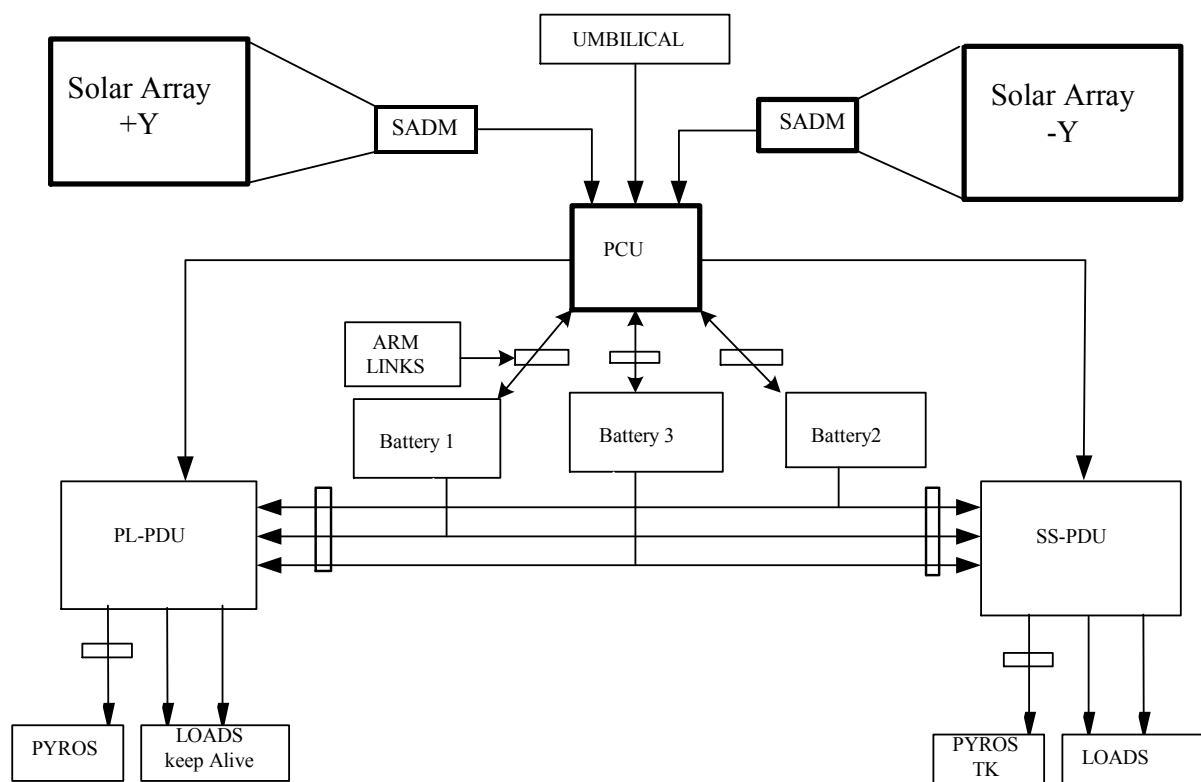 UMBILICAL
Solar Array
+Y
SADM
SADM
Solar Array
-Y
PCU
ARM
LINKS
Battery 1
Battery 3
Battery2
PL-PDU
SS-PDU
PYROS
LOADS
keep Alive
PYROS
TK
LOADS